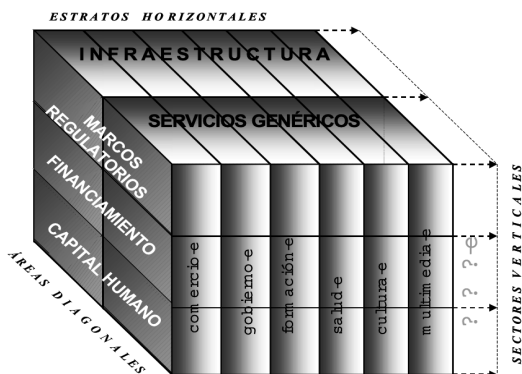 ESTRATOS HORIZONTALES
INFRAESTRUCTURA
SERVICIOS GENÉRICOS
MARCOS
REGULATORIOS
FINANCIAMIENTO
CAPITAL HUMANO
ÁREAS DIAGONALES
comercio-e
gobierno-e
formación-e
salud-e
cultura-e
multimedia-e
? ? ?-e
SECTORES VERTICALES